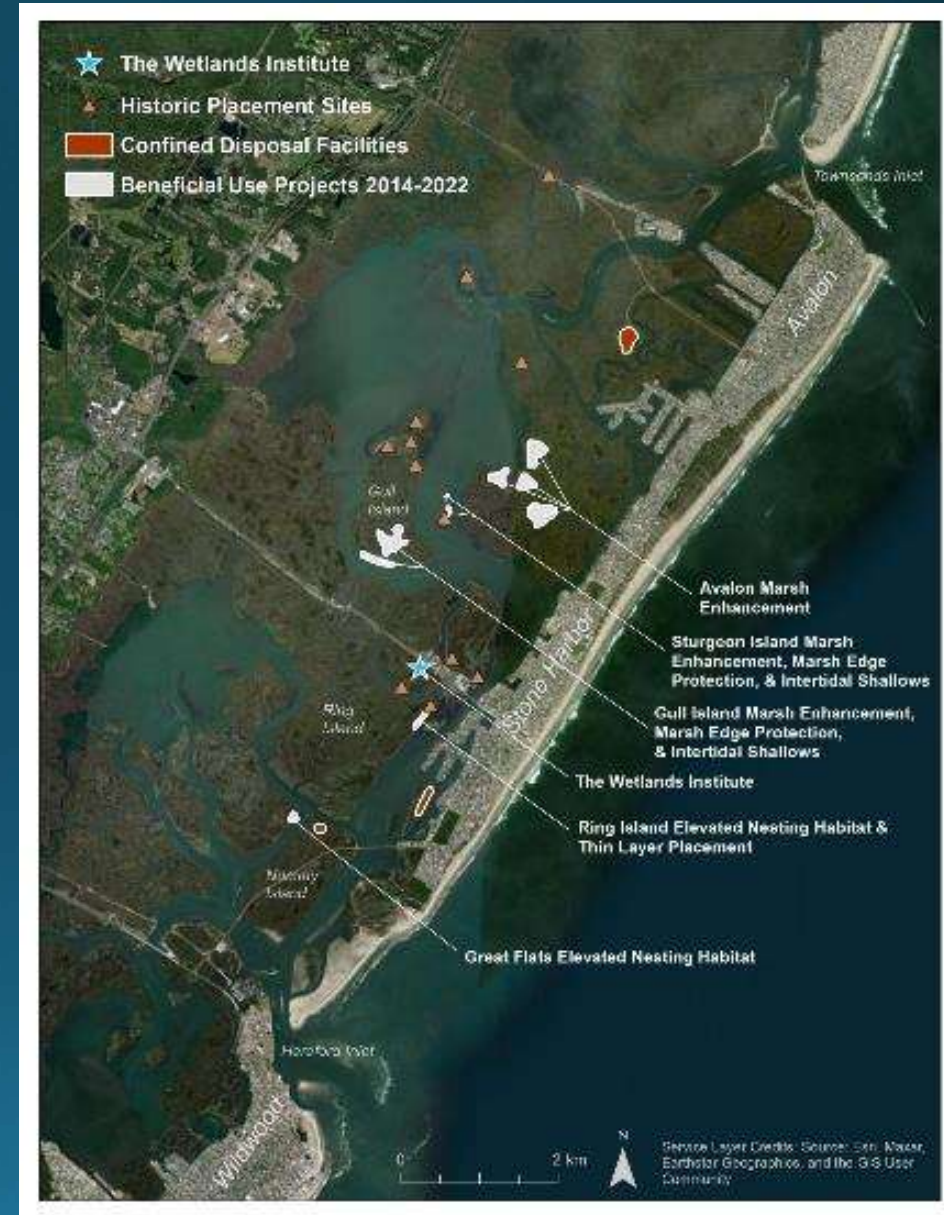 The Wetlands Institute
Historic Placement Sites
Confined Disposal Facilities
Beneficial Use Projects 2014-2022
Townsends Inlet
Avalon
Gull
Island
Avalon Marsh
Enhancement
Sturgeon Island Marsh
Enhancement, Marsh Edge
Protection, & Intertidal Shallows
Stone Harbor
Gull Island Marsh Enhancement,
Marsh Edge Protection,
& Intertidal Shallows
Ring
Island
The Wetlands Institute
Ring Island Elevated Nesting Habitat &
Thin Layer Placement
Nummy
Island
Great Flats Elevated Nesting Habitat
Hereford Inlet
Wildwood
0 2 km
N
Service Layer Credits: Source: Esri, Maxar,
Earthstar Geographics, and the GIS User
Community